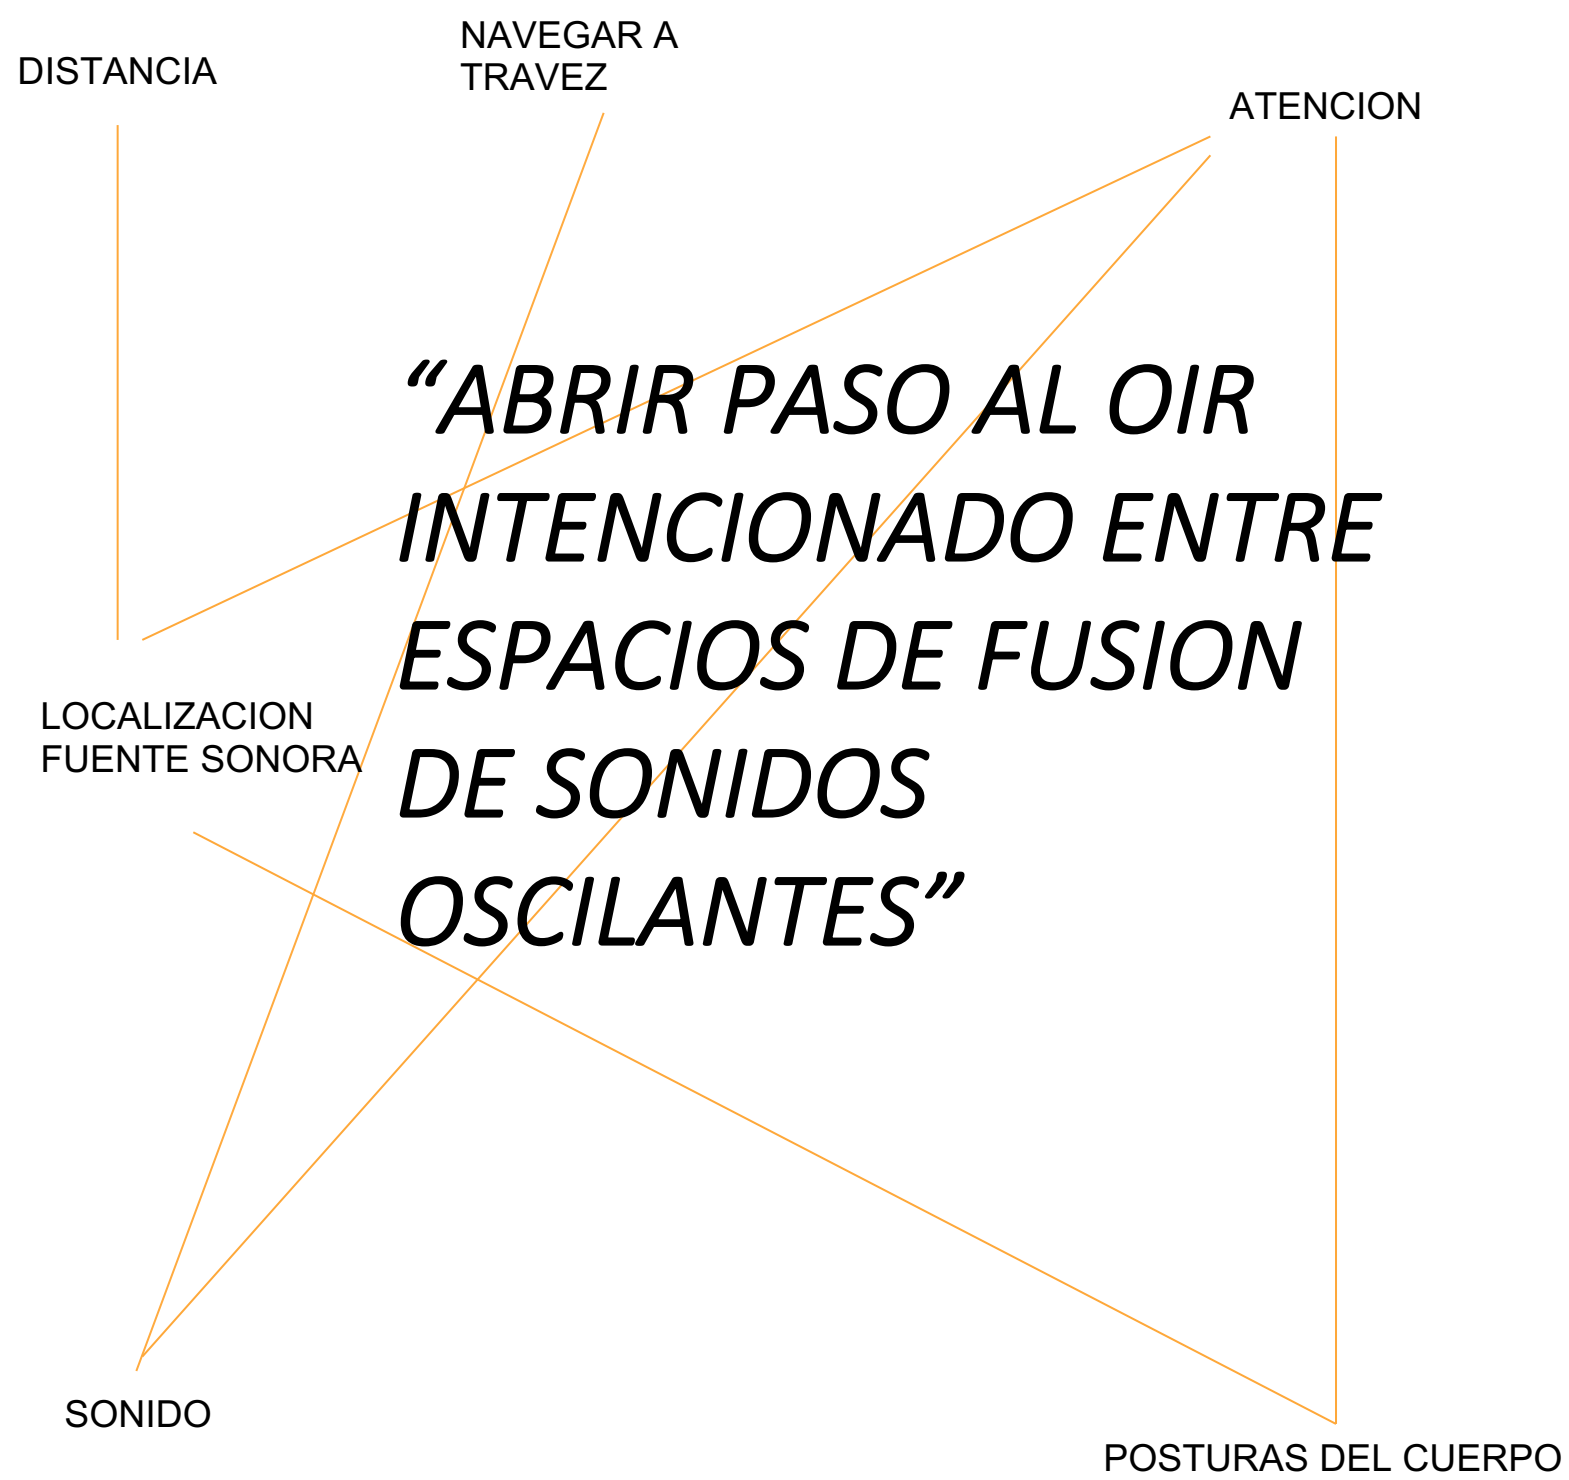 NAVEGAR A
TRAVEZ
DISTANCIA
ATENCION
“ABRIR PASO AL OIR
INTENCIONADO ENTRE
ESPACIOS DE FUSION
DE SONIDOS
OSCILANTES”
LOCALIZACION
FUENTE SONORA
SONIDO
POSTURAS DEL CUERPO